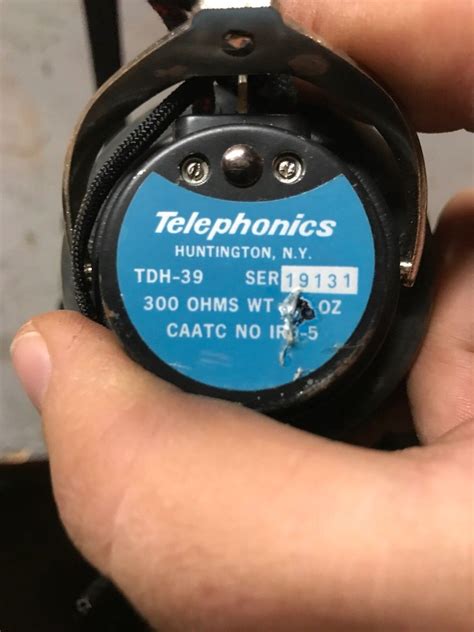 Telephonics
HUNTINGTON, N.Y.
TDH-39 SER 19131
300 OHMS WT OZ
CAATC NO